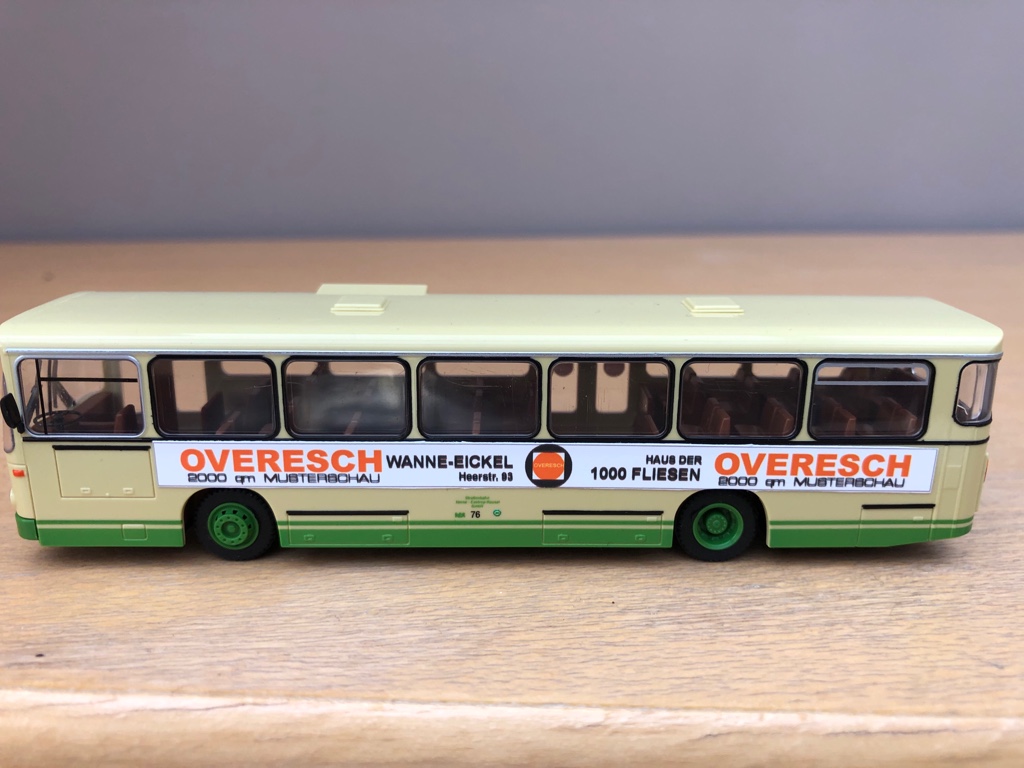 OVERESCH
2000 qm MUSTERSCHAU
WANNE-EICKEL
Heerstr. 93
OVERESCH
HAUS DER
1000 FLIESEN
OVERESCH
2000 qm MUSTERSCHAU
76